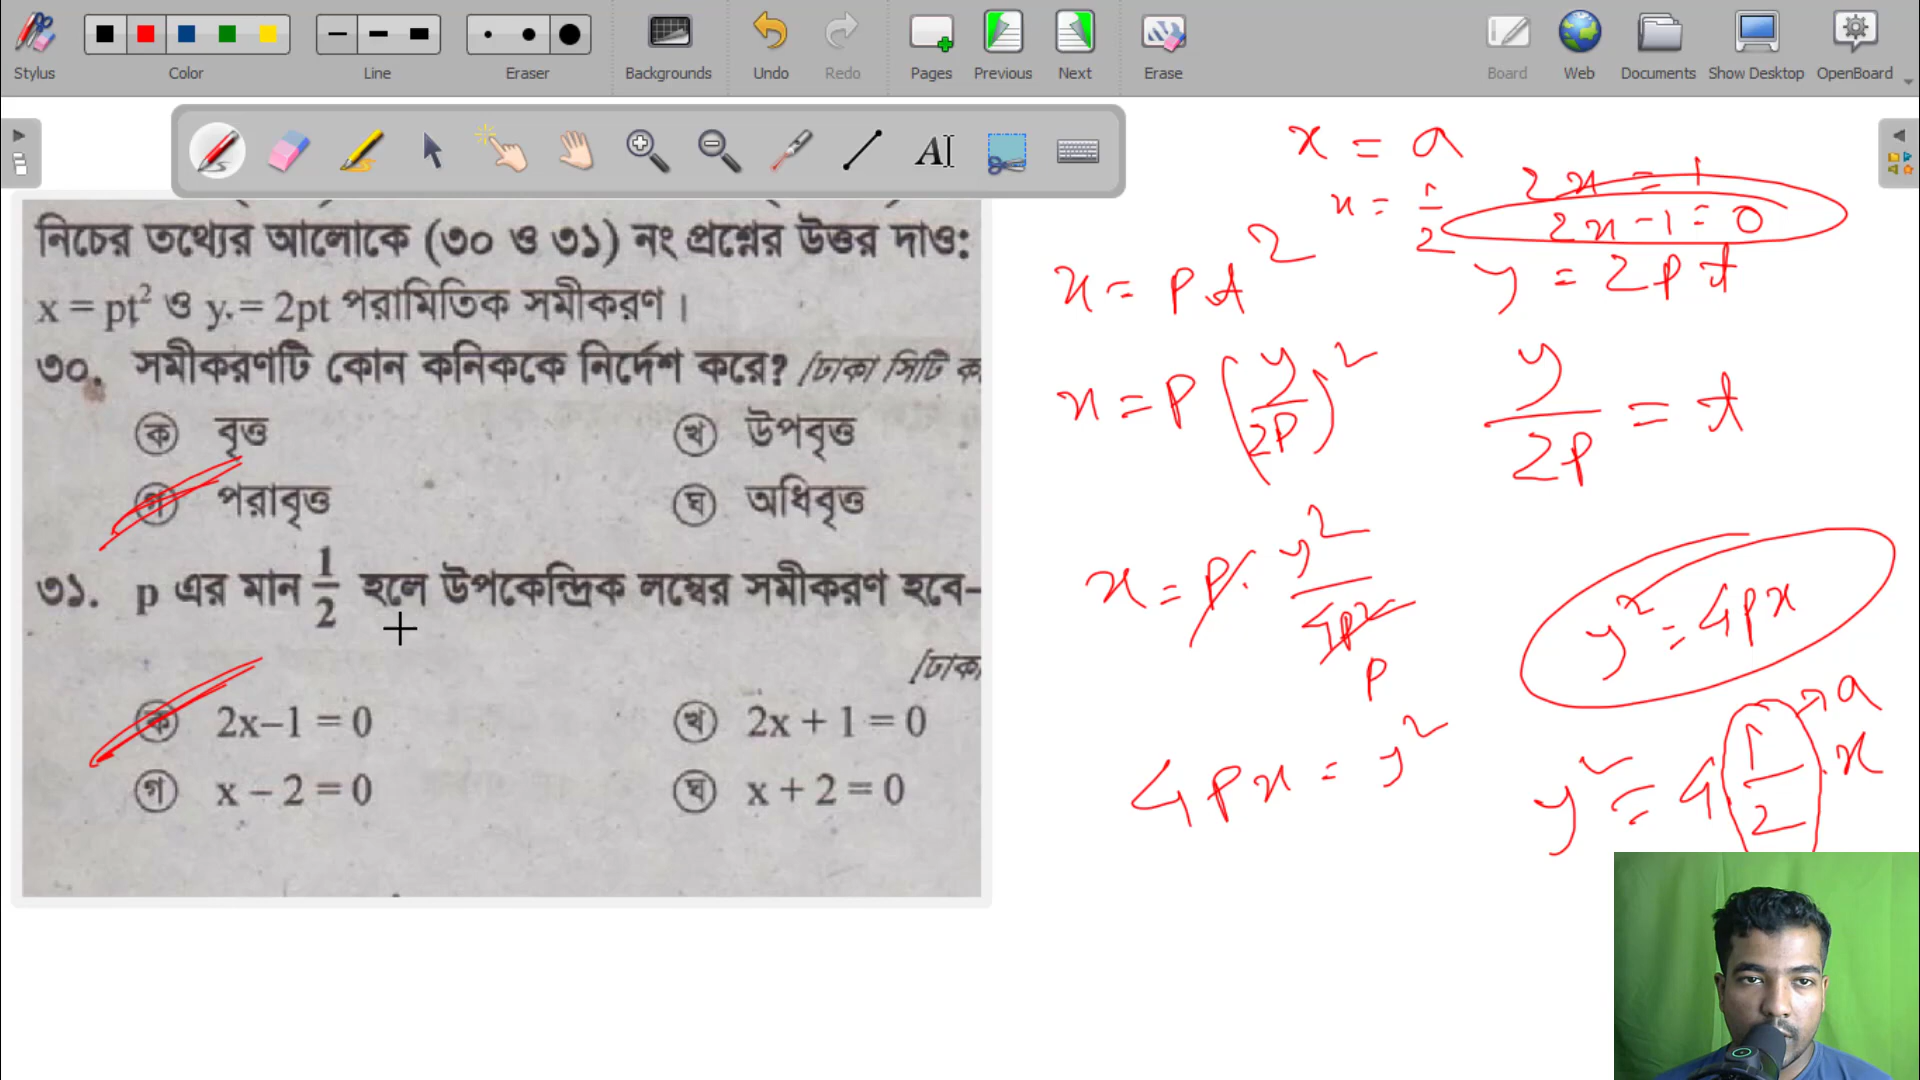 Stylus
Color
Line
Eraser
Backgrounds
Undo
Redo
Pages
Previous
Next
Erase
Board
Web
Documents
Show Desktop
OpenBoard
নিচের তথ্যের আলোকে (৩০ ও ৩১) নং প্রশ্নের উত্তর দাও:
x = pt² ও y = 2pt পরামিতিক সমীকরণ।
৩০. সমীকরণটি কোন কনিককে নির্দেশ করে? [ঢাকা সিটি ক
ক বৃত্ত
খ উপবৃত্ত
গ পরাবৃত্ত
ঘ অধিবৃত্ত
৩১. p এর মান 1/2 হলে উপকেন্দ্রিক লম্বের সমীকরণ হবে-
[ঢাকা
ক 2x–1 = 0
খ 2x + 1 = 0
গ x – 2 = 0
ঘ x + 2 = 0
x = a
x = 1/2
2x = 1
2x – 1 = 0
x = pt²
y = 2pt
x = p (y/2p)²
y/2p = t
x = p. y²/4p²
p
y² = 4px
4px = y²
y² = 4 1/2 . x
→ a